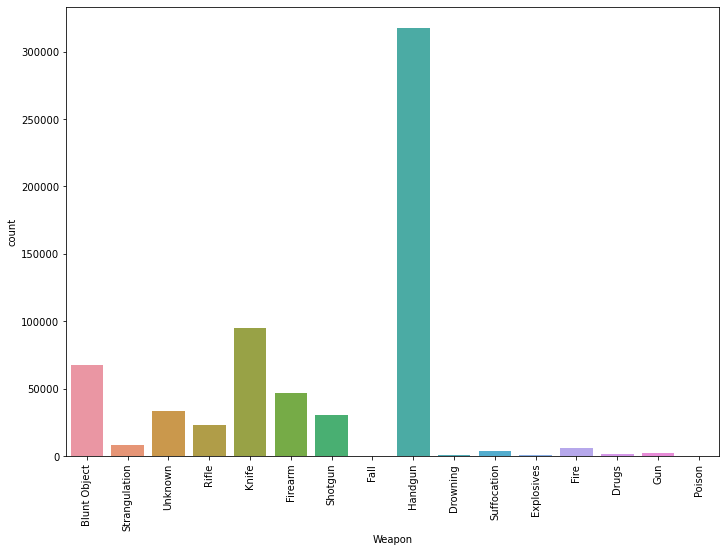 300000
250000
200000
150000
100000
50000
0
count
Blunt Object
Strangulation
Unknown
Rifle
Knife
Firearm
Shotgun
Fall
Handgun
Drowning
Suffocation
Explosives
Fire
Drugs
Gun
Poison
Weapon